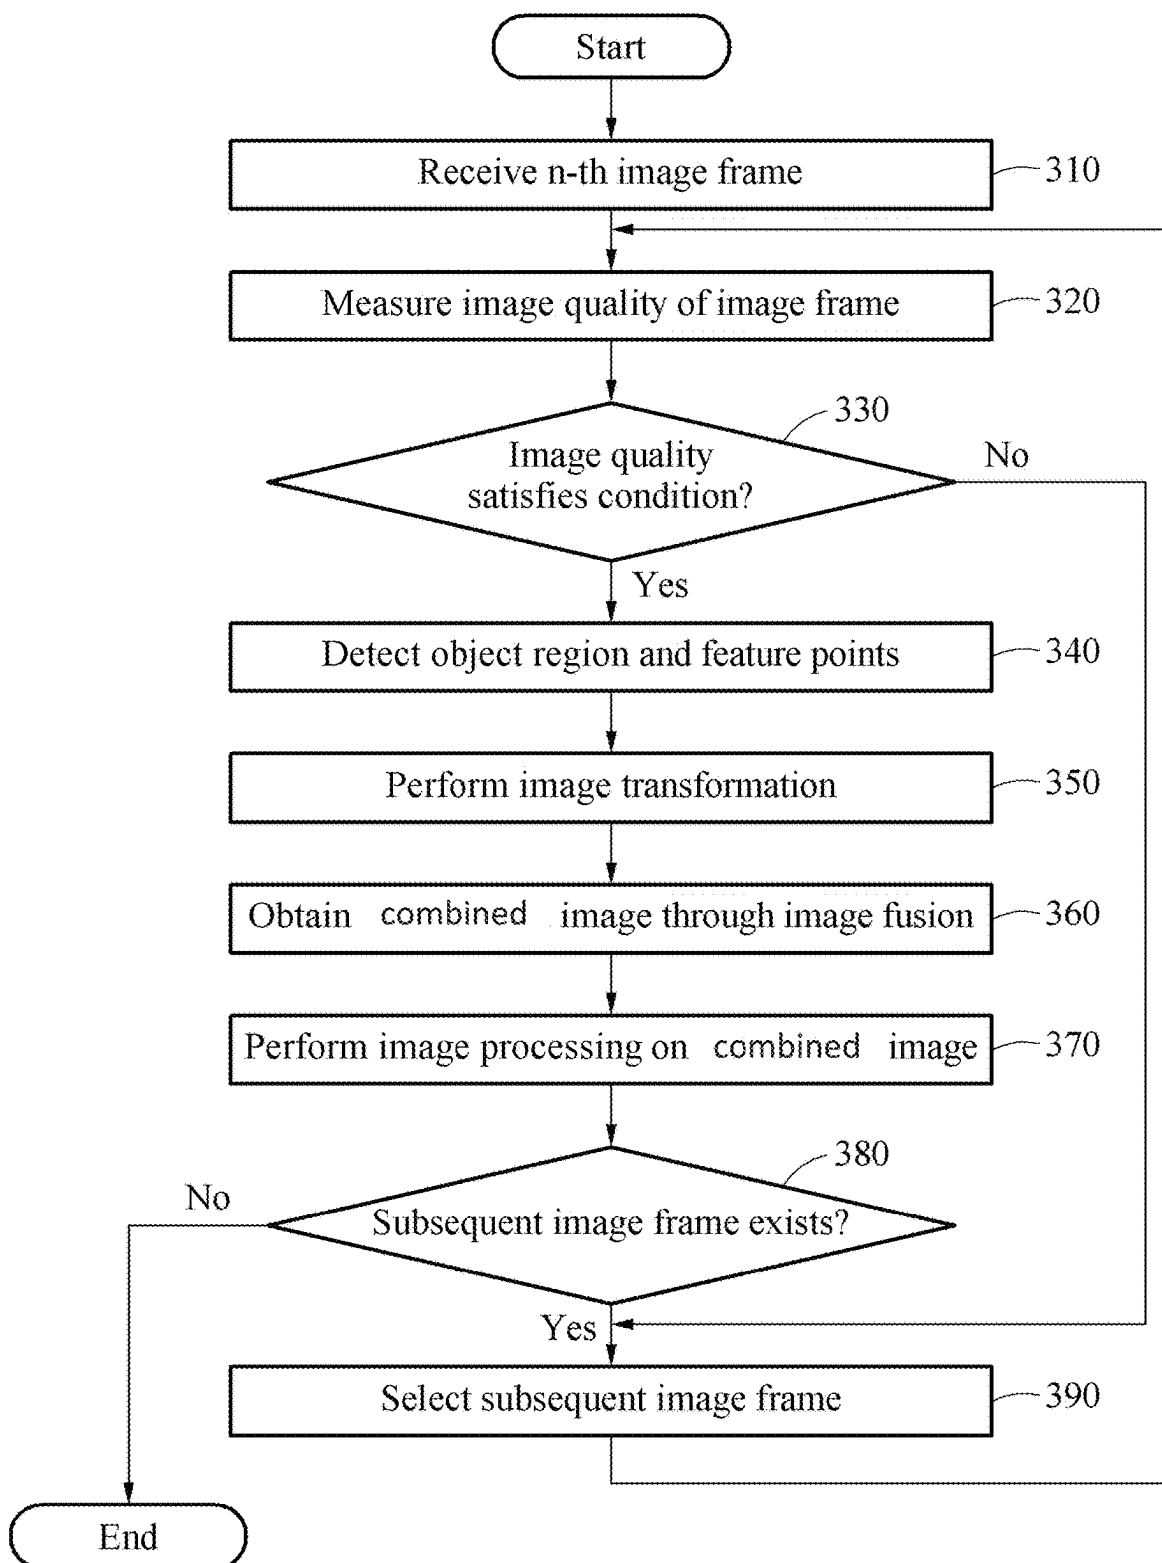 Start
Receive n-th image frame
310
Measure image quality of image frame
320
330
Image quality
satisfies condition?
No
Yes
Detect object region and feature points
340
Perform image transformation
350
Obtain combined image through image fusion
360
Perform image processing on combined image
370
380
No
Subsequent image frame exists?
Yes
Select subsequent image frame
390
End